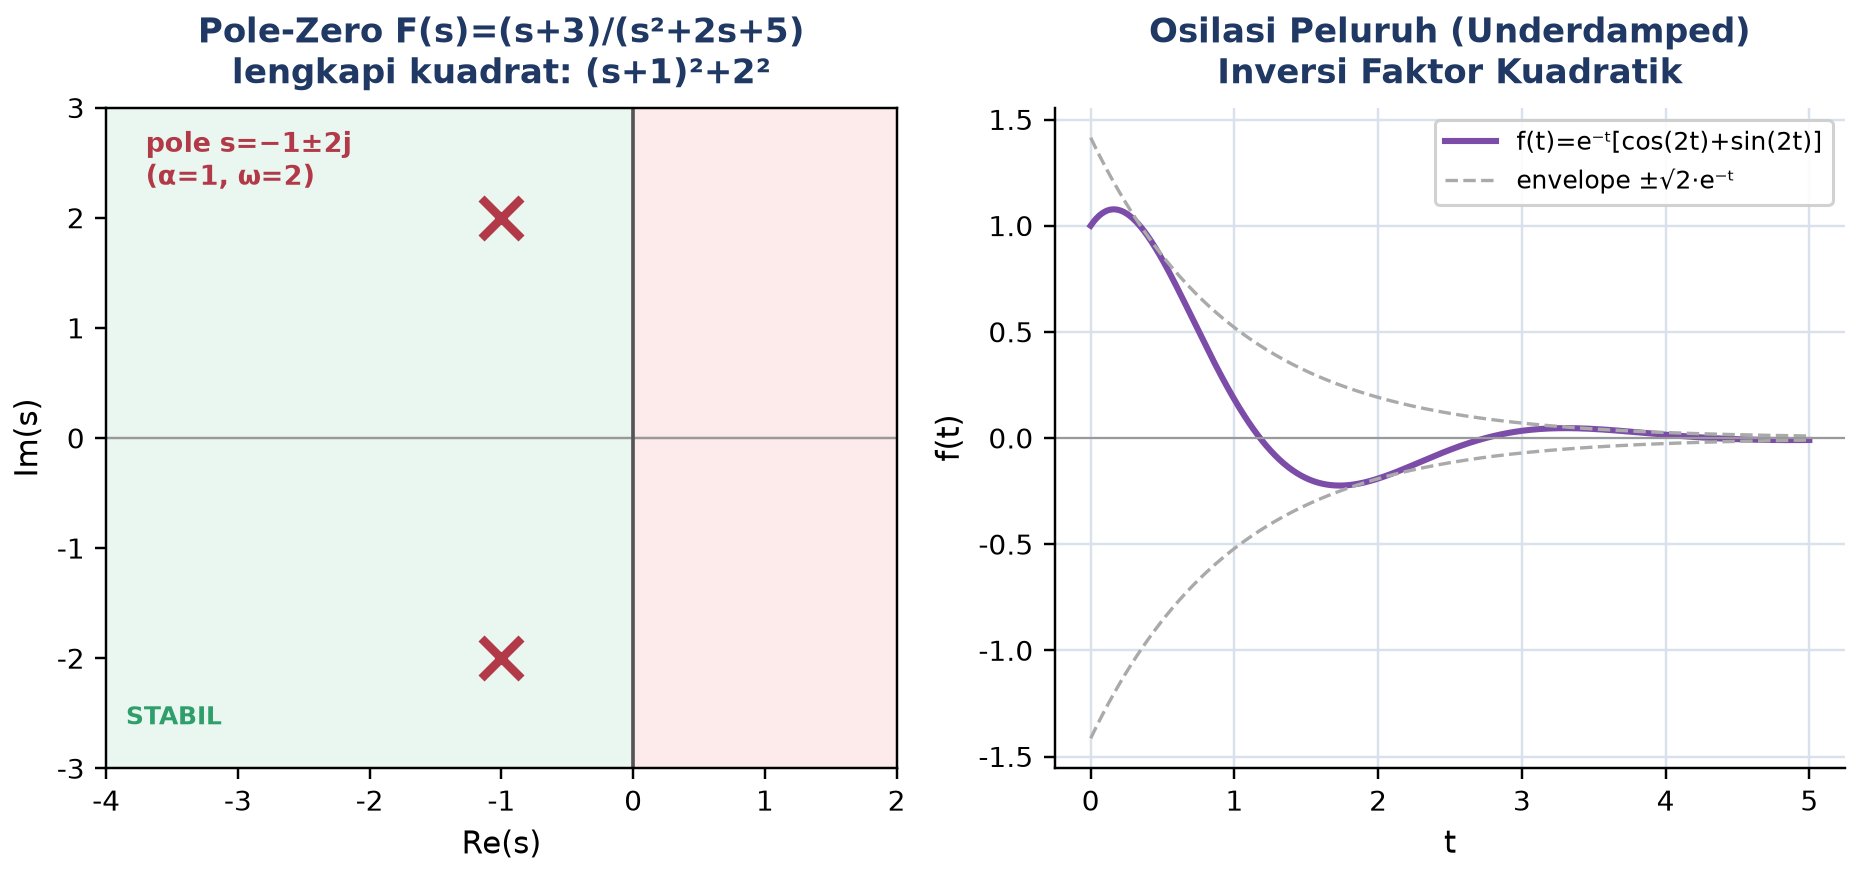 Pole-Zero F(s)=(s+3)/(s²+2s+5)
lengkapi kuadrat: (s+1)²+2²
pole s=−1±2j
(α=1, ω=2)
STABIL
3
2
1
0
-1
-2
-3
Im(s)
-4
-3
-2
-1
0
1
2
Re(s)
Osilasi Peluruh (Underdamped)
Inversi Faktor Kuadratik
f(t)=e⁻ᵗ[cos(2t)+sin(2t)]
envelope ±√2·e⁻ᵗ
1.5
1.0
0.5
0.0
-0.5
-1.0
-1.5
f(t)
0
1
2
3
4
5
t